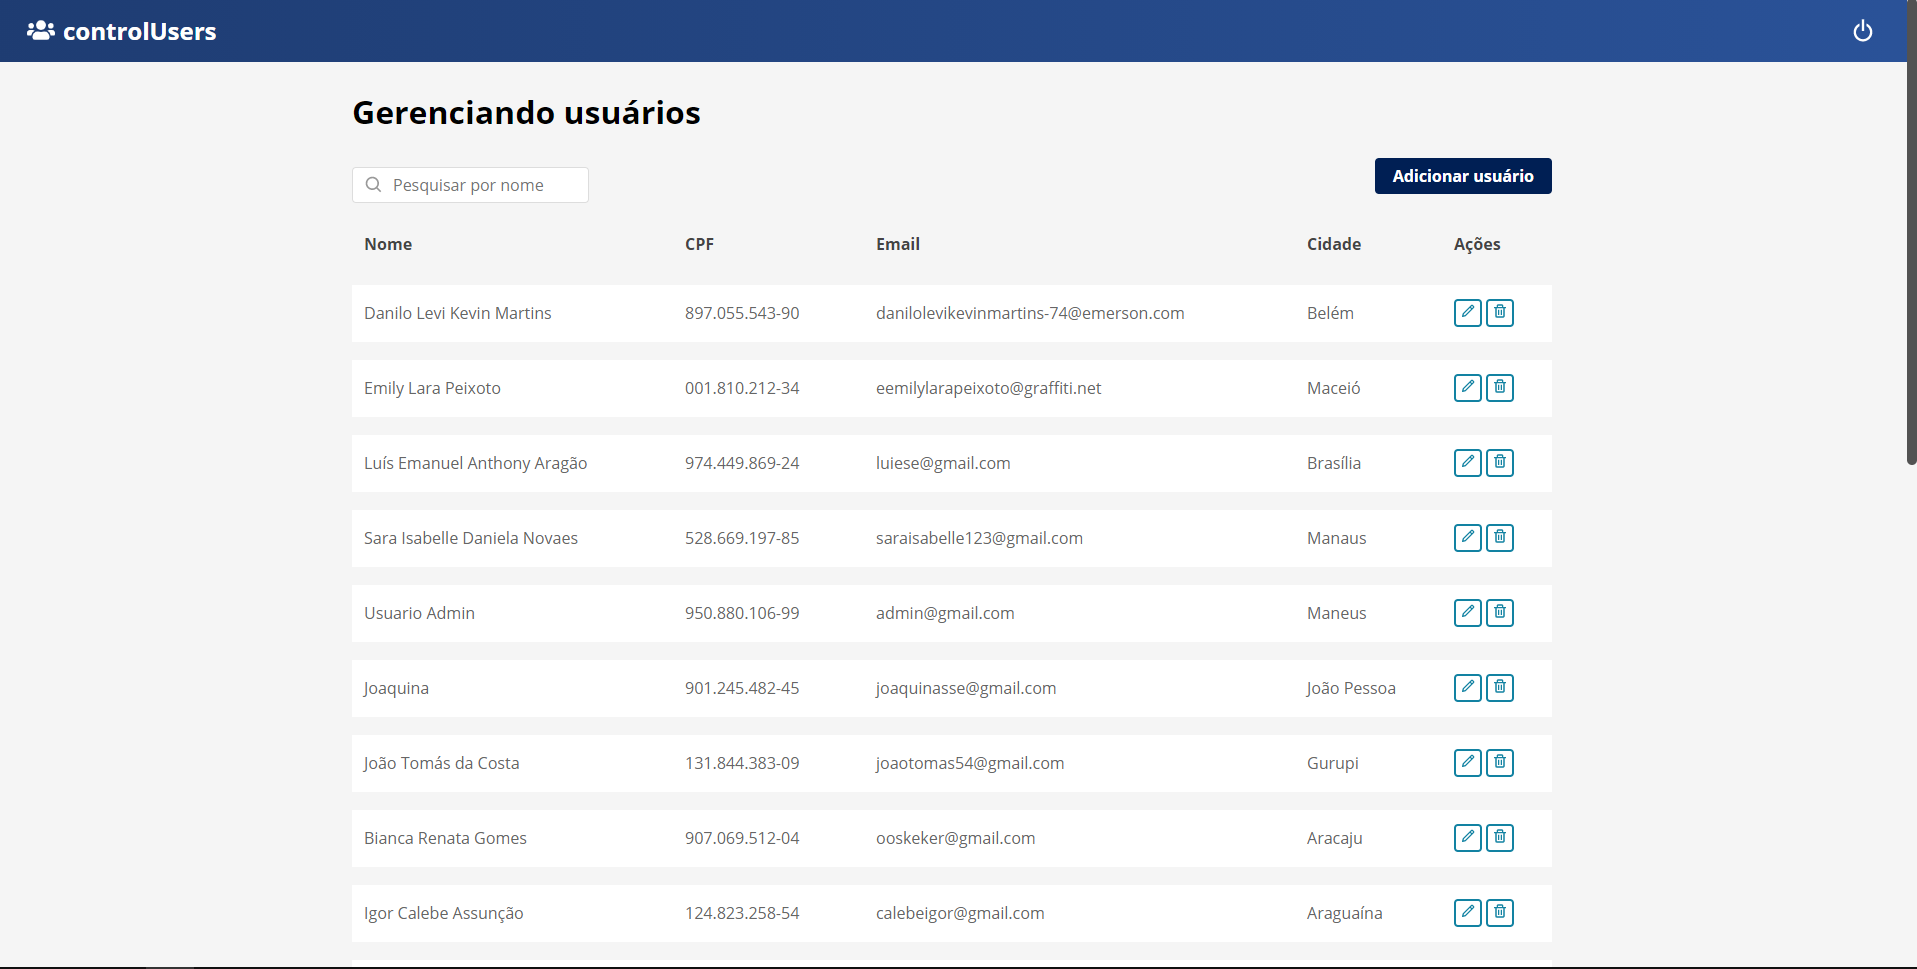 controlUsers
Gerenciando usuários
Pesquisar por nome
Adicionar usuário
Nome CPF Email Cidade Ações
Danilo Levi Kevin Martins 897.055.543-90 danilolevikevinmartins-74@emerson.com Belém
Emily Lara Peixoto 001.810.212-34 eemilylarapeixoto@graffiti.net Maceió
Luís Emanuel Anthony Aragão 974.449.869-24 luiese@gmail.com Brasília
Sara Isabelle Daniela Novaes 528.669.197-85 saraisabelle123@gmail.com Manaus
Usuario Admin 950.880.106-99 admin@gmail.com Maneus
Joaquina 901.245.482-45 joaquinasse@gmail.com João Pessoa
João Tomás da Costa 131.844.383-09 joaotomas54@gmail.com Gurupi
Bianca Renata Gomes 907.069.512-04 ooskeker@gmail.com Aracaju
Igor Calebe Assunção 124.823.258-54 calebeigor@gmail.com Araguaína